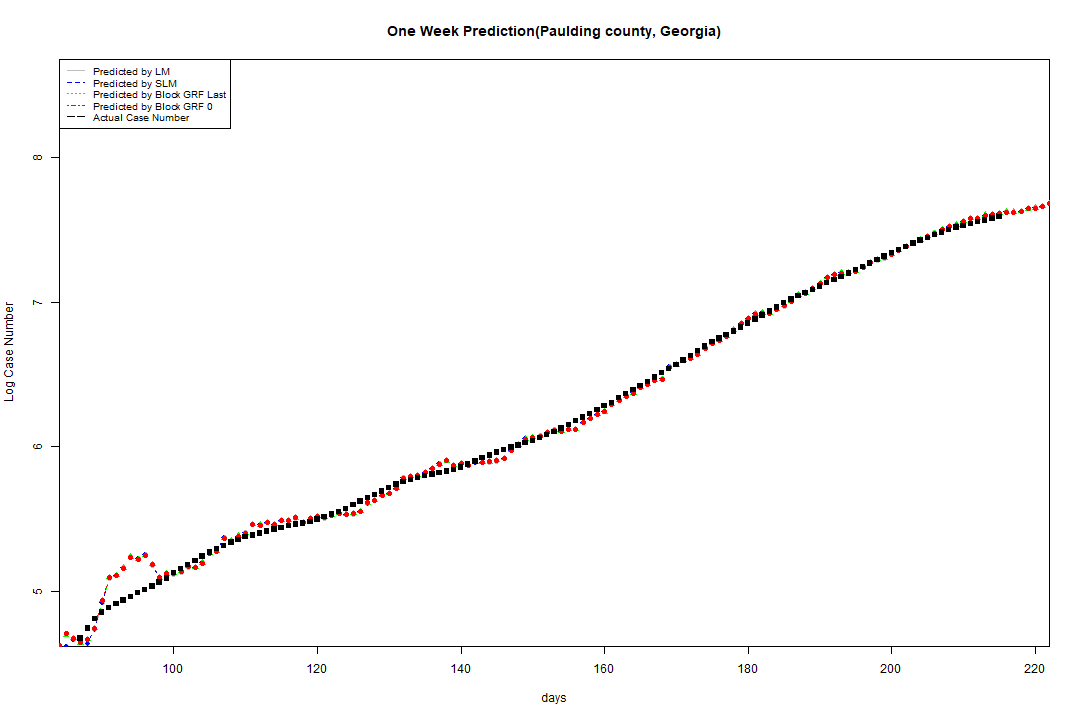 One Week Prediction(Paulding county, Georgia)
Predicted by LM
Predicted by SLM
Predicted by Block GRF Last
Predicted by Block GRF 0
Actual Case Number
8
7
6
5
Log Case Number
100 120 140 160 180 200 220
days